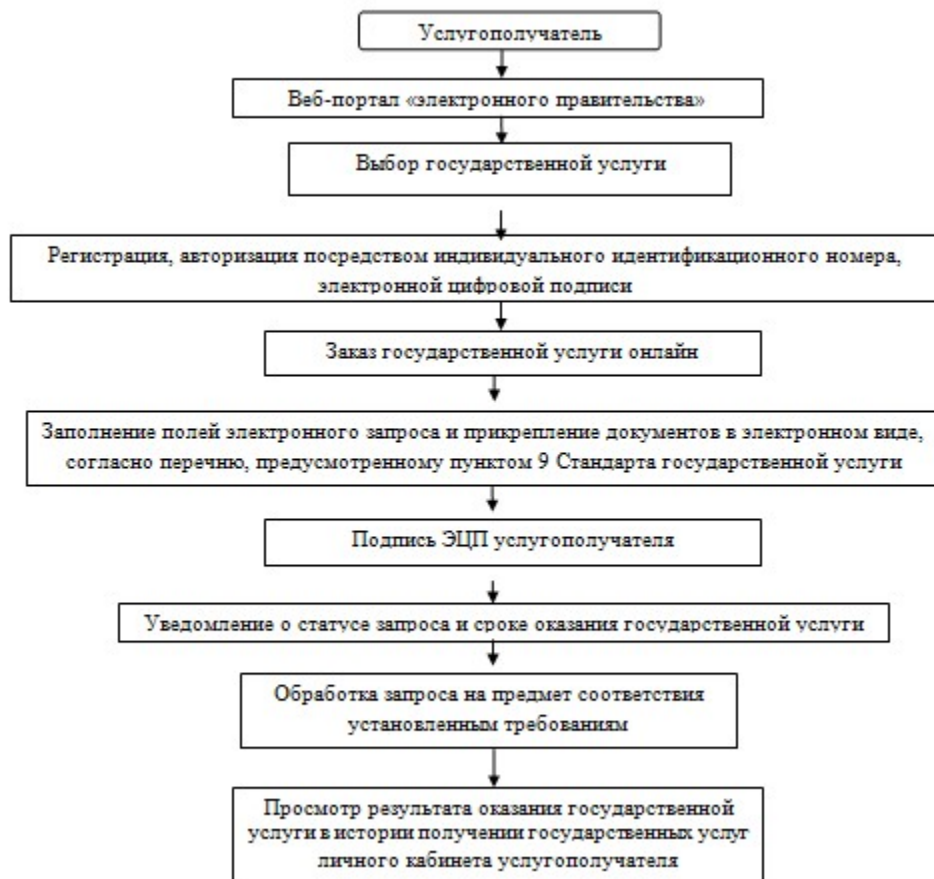 Услугополучатель
Веб-портал «электронного правительства»
Выбор государственной услуги
Регистрация, авторизация посредством индивидуального идентификационного номера,
электронной цифровой подписи
Заказ государственной услуги онлайн
Заполнение полей электронного запроса и прикрепление документов в электронном виде,
согласно перечню, предусмотренному пунктом 9 Стандарта государственной услуги
Подпись ЭЦП услугополучателя
Уведомление о статусе запроса и сроке оказания государственной услуги
Обработка запроса на предмет соответствия
установленным требованиям
Просмотр результата оказания государственной
услуги в истории получении государственных услуг
личного кабинета услугополучателя